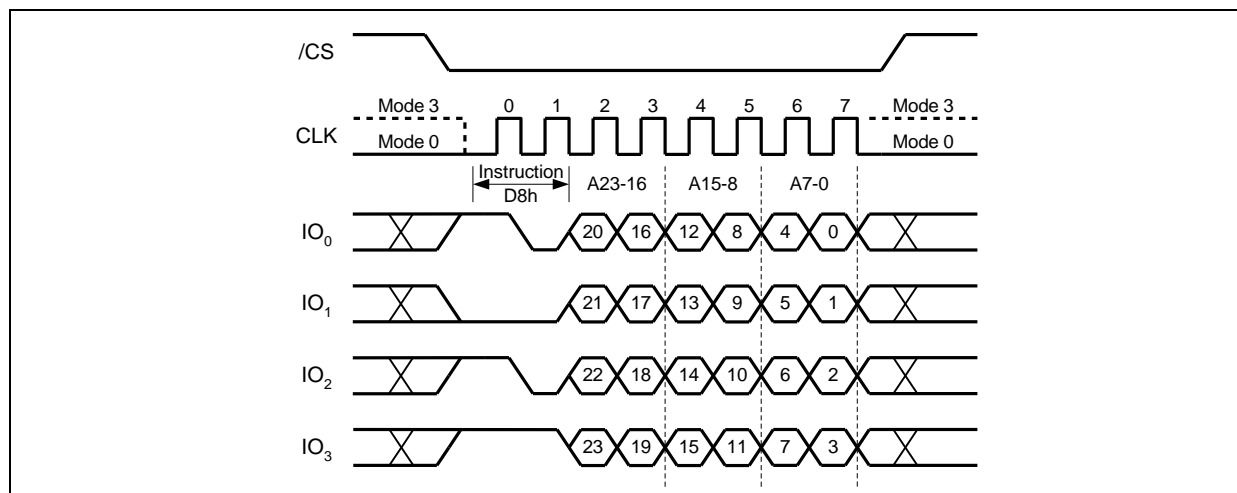 /CS
Mode 3 0 1 2 3 4 5 6 7 Mode 3
CLK
Mode 0 Mode 0
Instruction A23-16 A15-8 A7-0
D8h
IO0 20 16 12 8 4 0
IO1 21 17 13 9 5 1
IO2 22 18 14 10 6 2
IO3 23 19 15 11 7 3